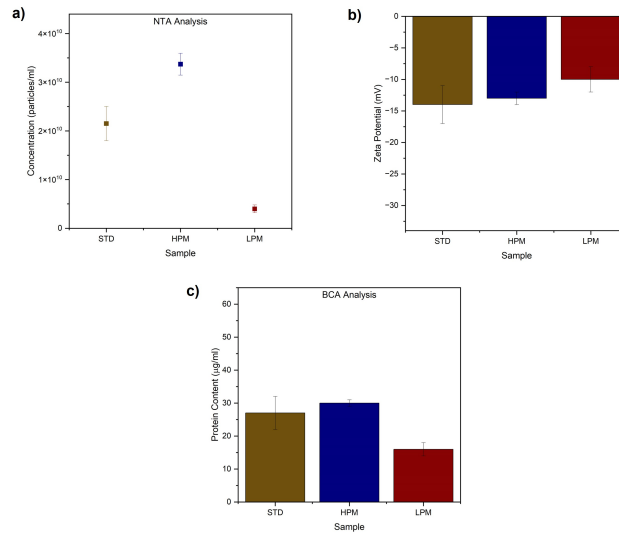 a)
NTA Analysis
4×10¹⁰
3×10¹⁰
2×10¹⁰
1×10¹⁰
0
Concentration (particles/ml)
STD HPM LPM
Sample
b)
0
−5
−10
−15
−20
−25
−30
Zeta Potential (mV)
STD HPM LPM
Sample
c)
BCA Analysis
60
50
40
30
20
10
0
Protein Content (µg/ml)
STD HPM LPM
Sample